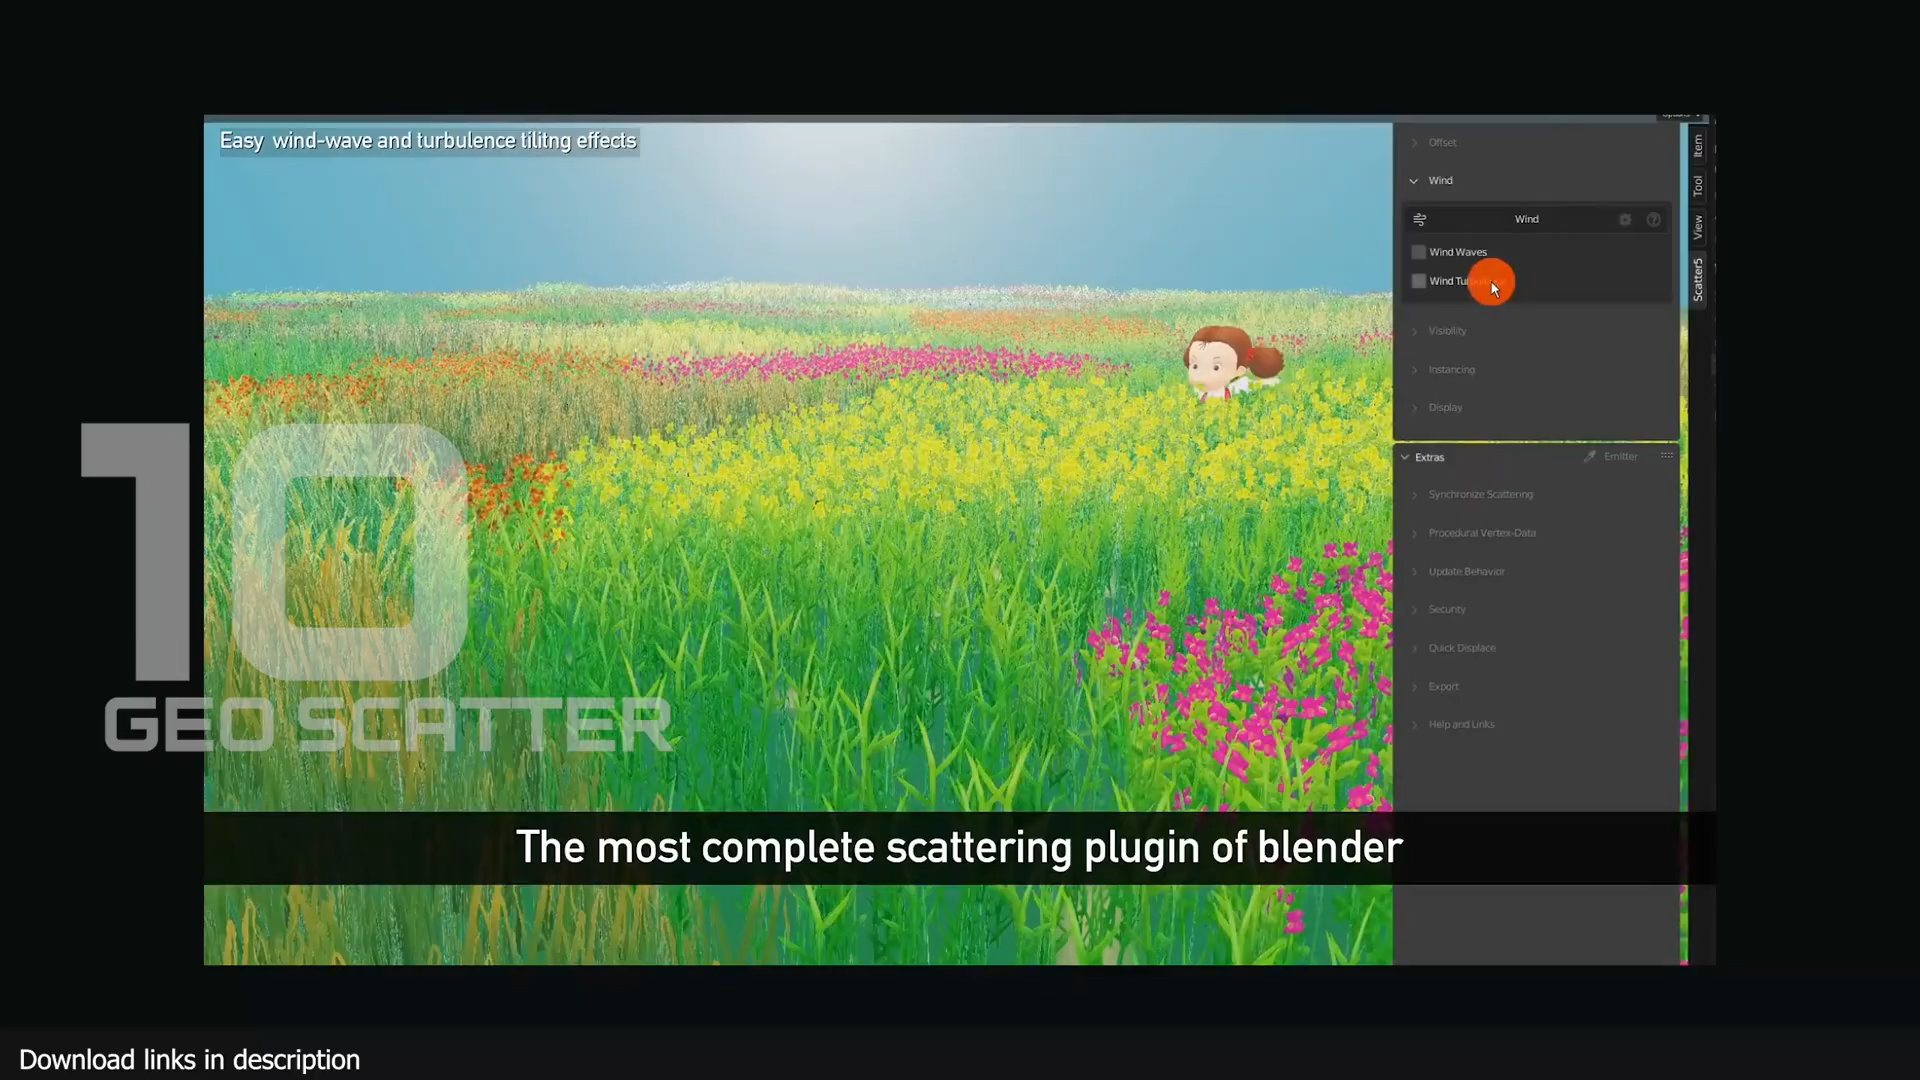 Easy wind-wave and turbulence tilitng effects
Offset
Wind
Wind
Wind Waves
Wind
Visibility
Instancing
Display
Extras
Emitter
Synchronize Scattering
Procedural Vertex-Data
Update Behavior
Security
Quick Displace
Export
Help and Links
Item
Tool
View
Scatter5
10
GEO SCATTER
The most complete scattering plugin of blender
Download links in description